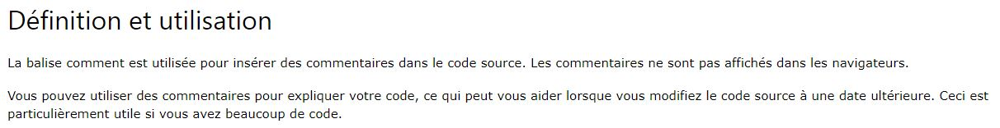 Définition et utilisation
La balise comment est utilisée pour insérer des commentaires dans le code source. Les commentaires ne sont pas affichés dans les navigateurs.
Vous pouvez utiliser des commentaires pour expliquer votre code, ce qui peut vous aider lorsque vous modifiez le code source à une date ultérieure. Ceci est
particulièrement utile si vous avez beaucoup de code.